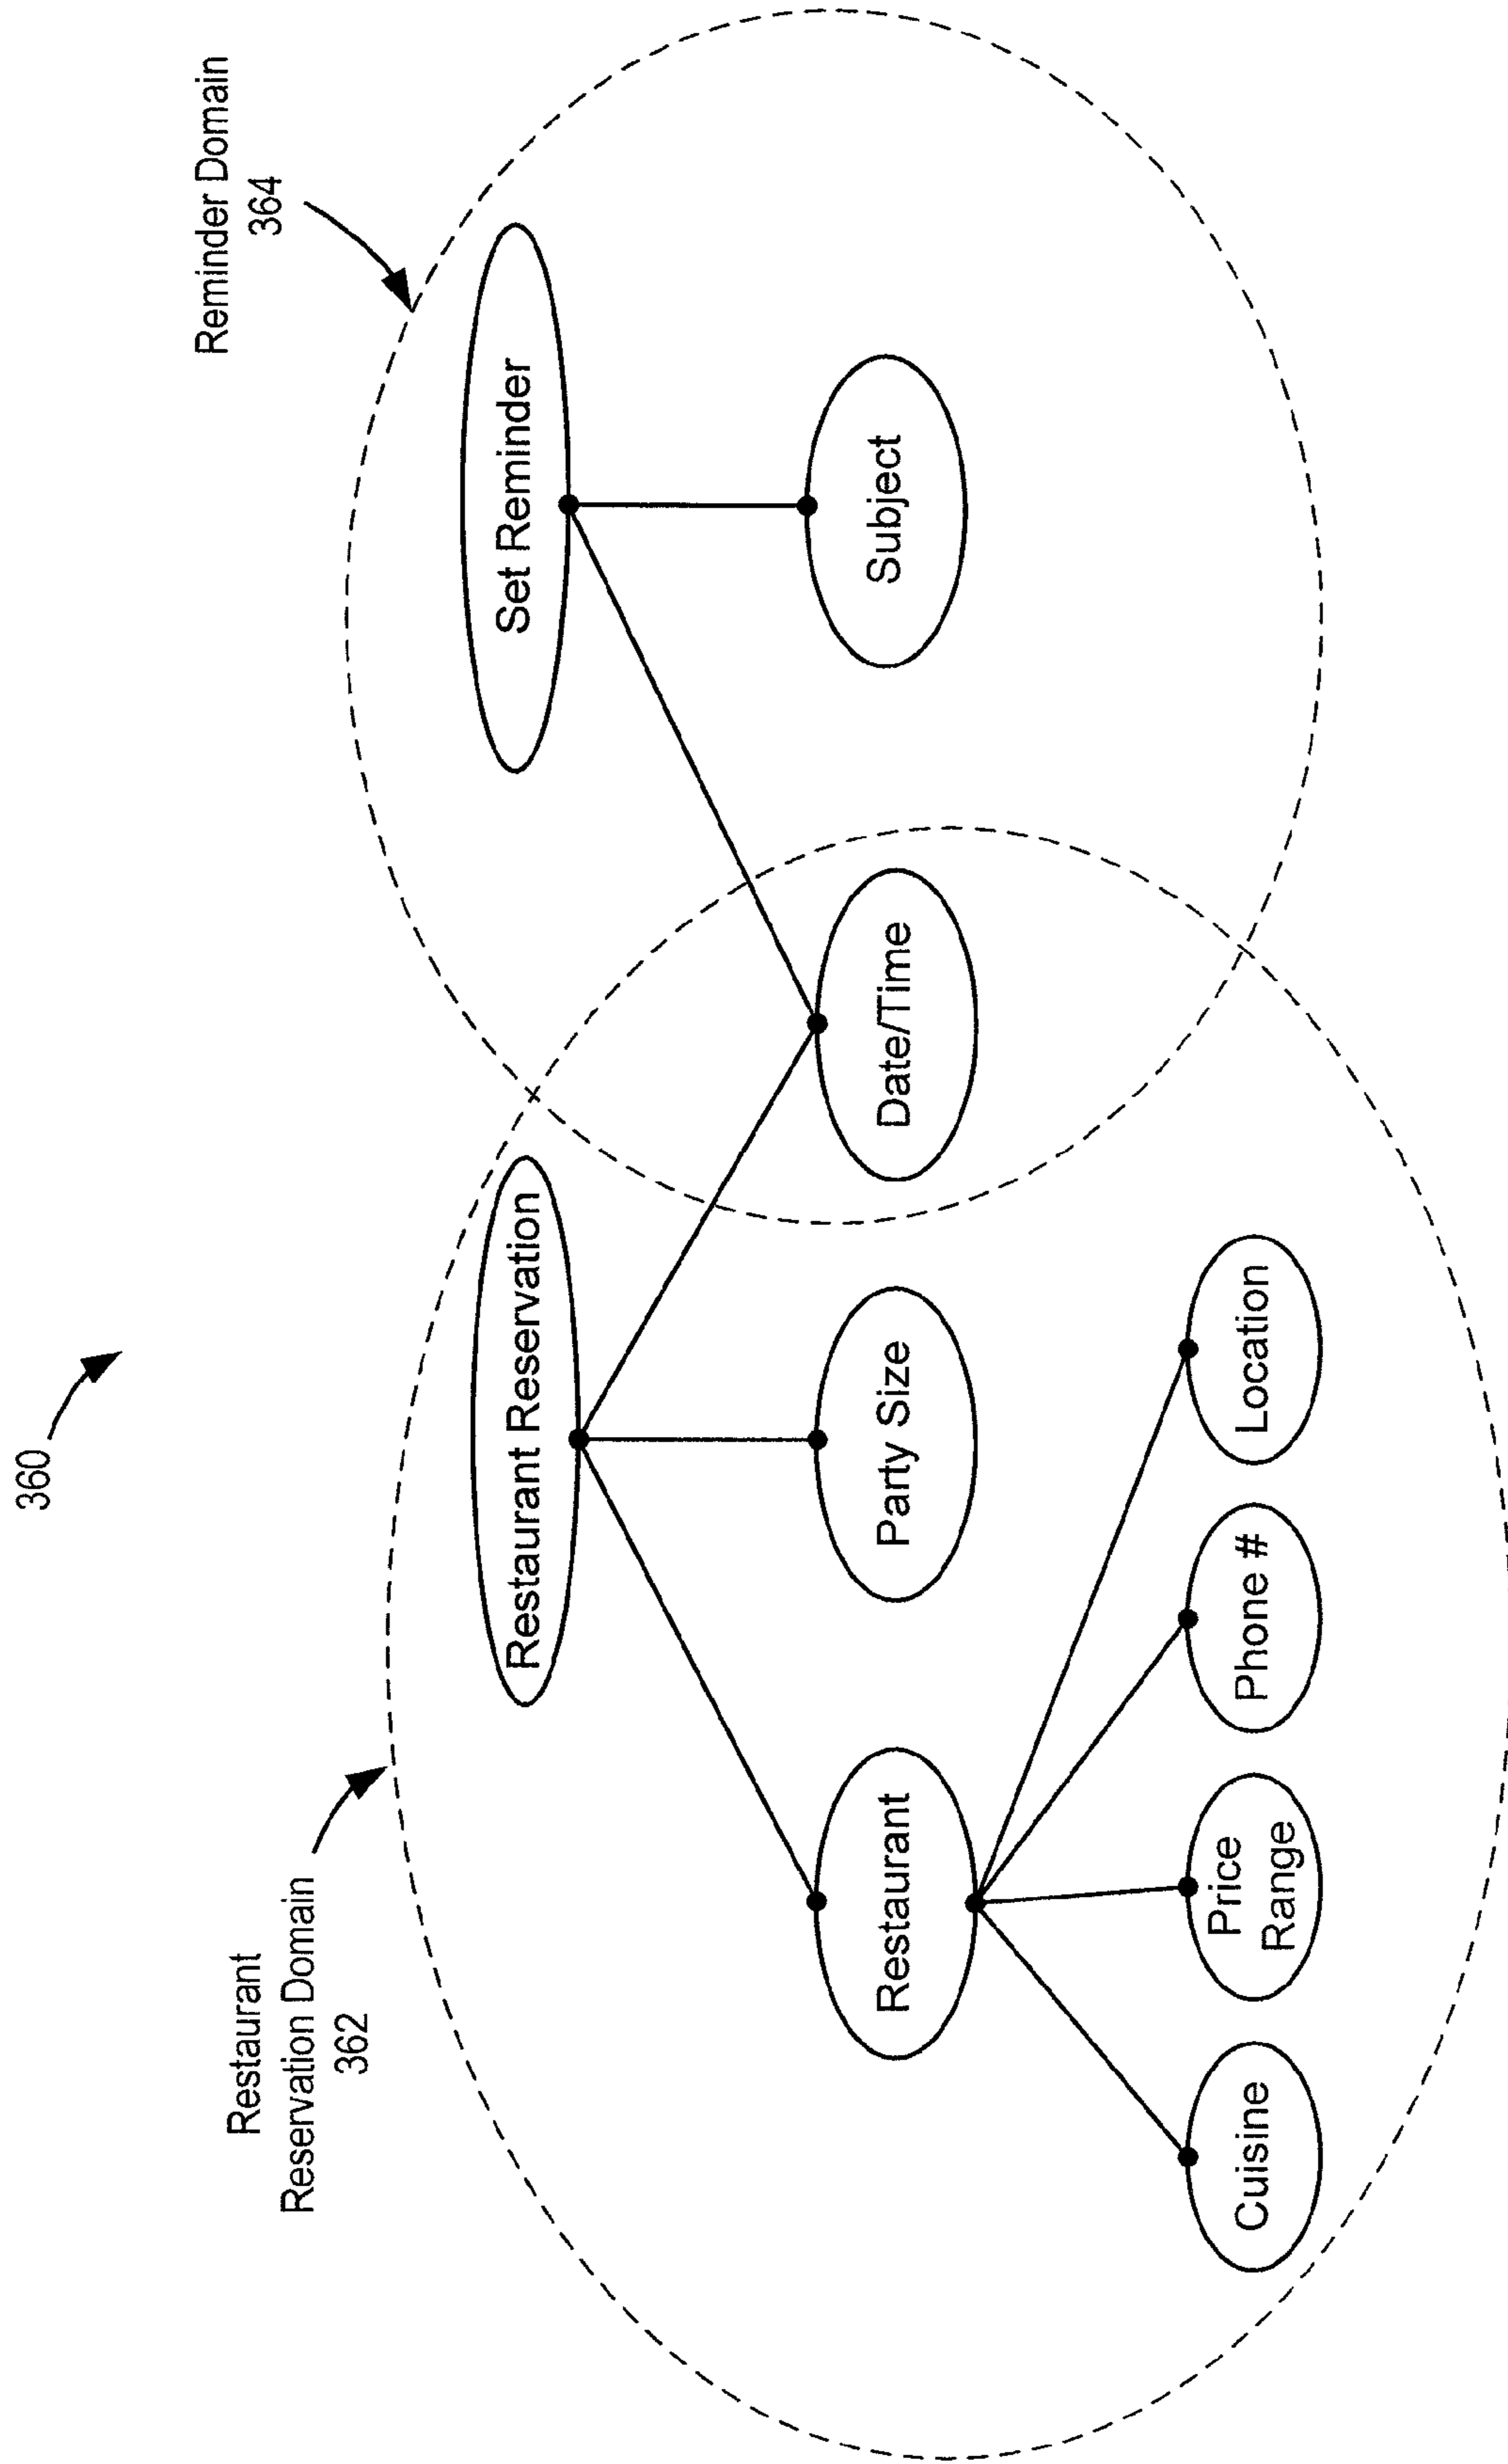 360
Restaurant
Reservation Domain
362
Reminder Domain
364
Restaurant Reservation
Set Reminder
Restaurant
Party Size
Date/Time
Subject
Cuisine
Price
Range
Phone #
Location